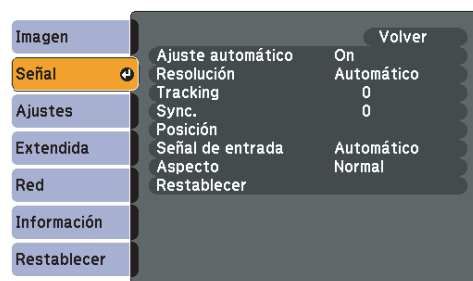 Imagen
Señal
Ajustes
Extendida
Red
Información
Restablecer
Volver
Ajuste automático On
Resolución Automático
Tracking 0
Sync. 0
Posición
Señal de entrada Automático
Aspecto Normal
Restablecer